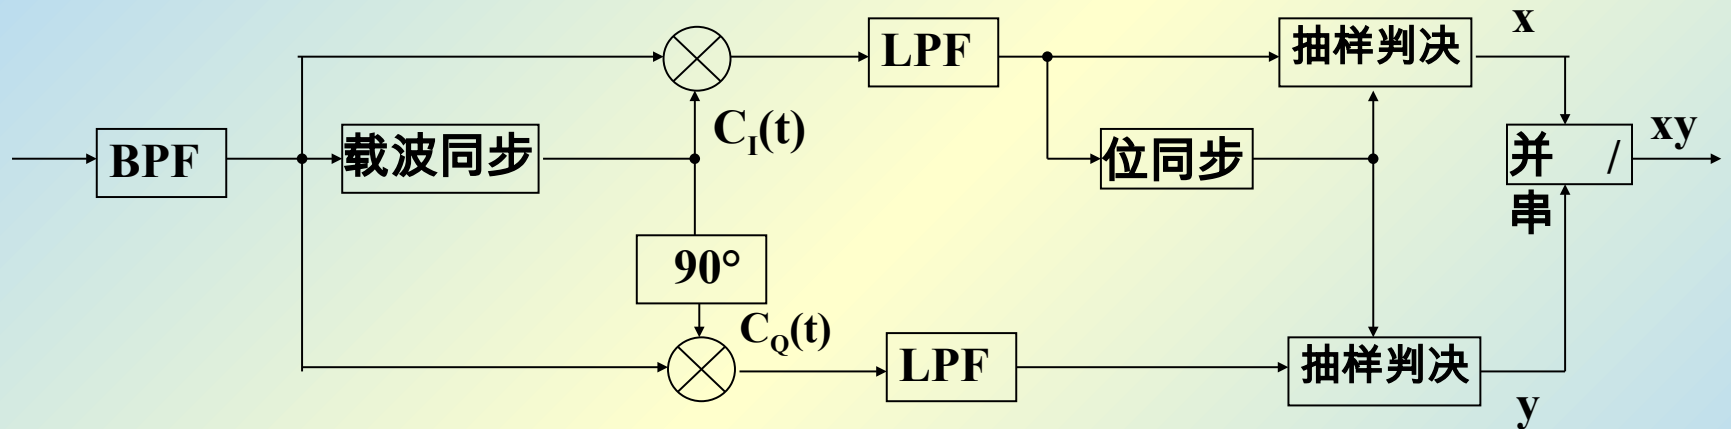 x
LPF
抽样判决
C_I(t)
xy
BPF
载波同步
位同步
并 /
串
90°
C_Q(t)
LPF
抽样判决
y